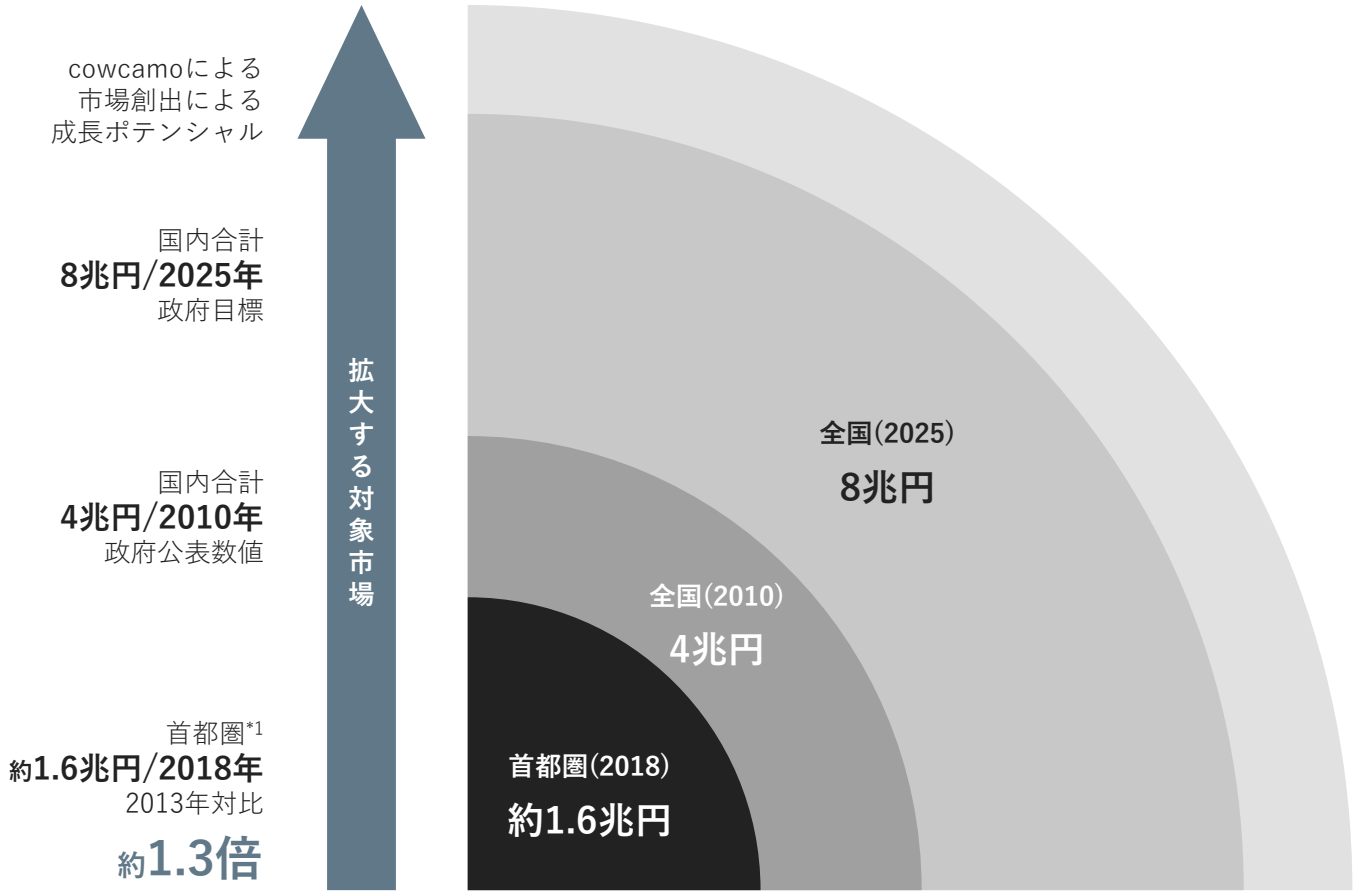 cowcamoによる
市場創出による
成長ポテンシャル
国内合計
8兆円/2025年
政府目標
国内合計
4兆円/2010年
政府公表数値
首都圏*1
約1.6兆円/2018年
2013年対比
約1.3倍
拡大する対象市場
全国(2025)
8兆円
全国(2010)
4兆円
首都圏(2018)
約1.6兆円